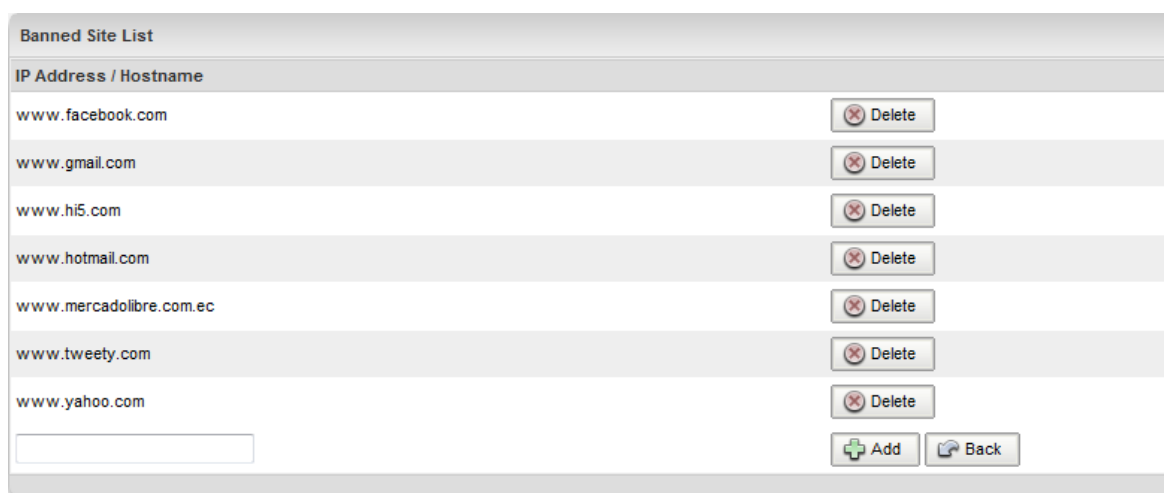 Banned Site List
IP Address / Hostname
www.facebook.com Delete
www.gmail.com Delete
www.hi5.com Delete
www.hotmail.com Delete
www.mercadolibre.com.ec Delete
www.tweety.com Delete
www.yahoo.com Delete
Add Back